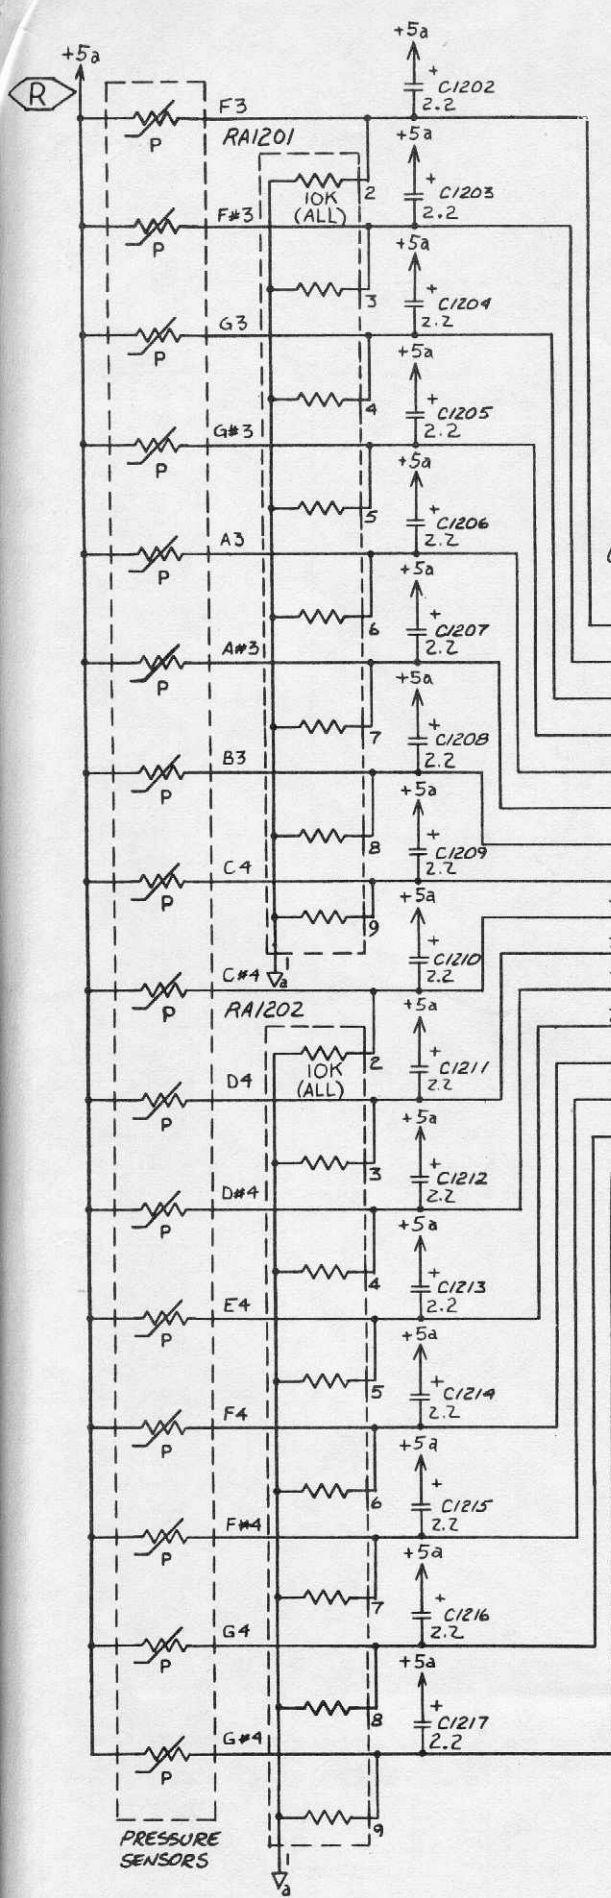 +5a
+5a
R
+
C1202
F3
2.2
P
RA1201
+5a
2
+
C1203
10K
(ALL)
F#3
2.2
P
+5a
3
+
C1204
G3
2.2
P
+5a
4
+
C1205
G#3
2.2
P
+5a
5
+
C1206
A3
2.2
P
+5a
6
+
C1207
A#3
2.2
P
+5a
7
+
C1208
B3
2.2
P
+5a
8
+
C1209
C4
2.2
P
+5a
9
+
C1210
1
C#4
a
2.2
P
RA1202
+5a
2
+
C1211
10K
(ALL)
D4
2.2
P
+5a
3
+
C1212
D#4
2.2
P
+5a
4
+
C1213
E4
2.2
P
+5a
5
+
C1214
F4
2.2
P
+5a
6
+
C1215
F#4
2.2
P
+5a
7
+
C1216
G4
2.2
P
+5a
8
+
C1217
G#4
2.2
P
9
PRESSURE
SENSORS
1
a